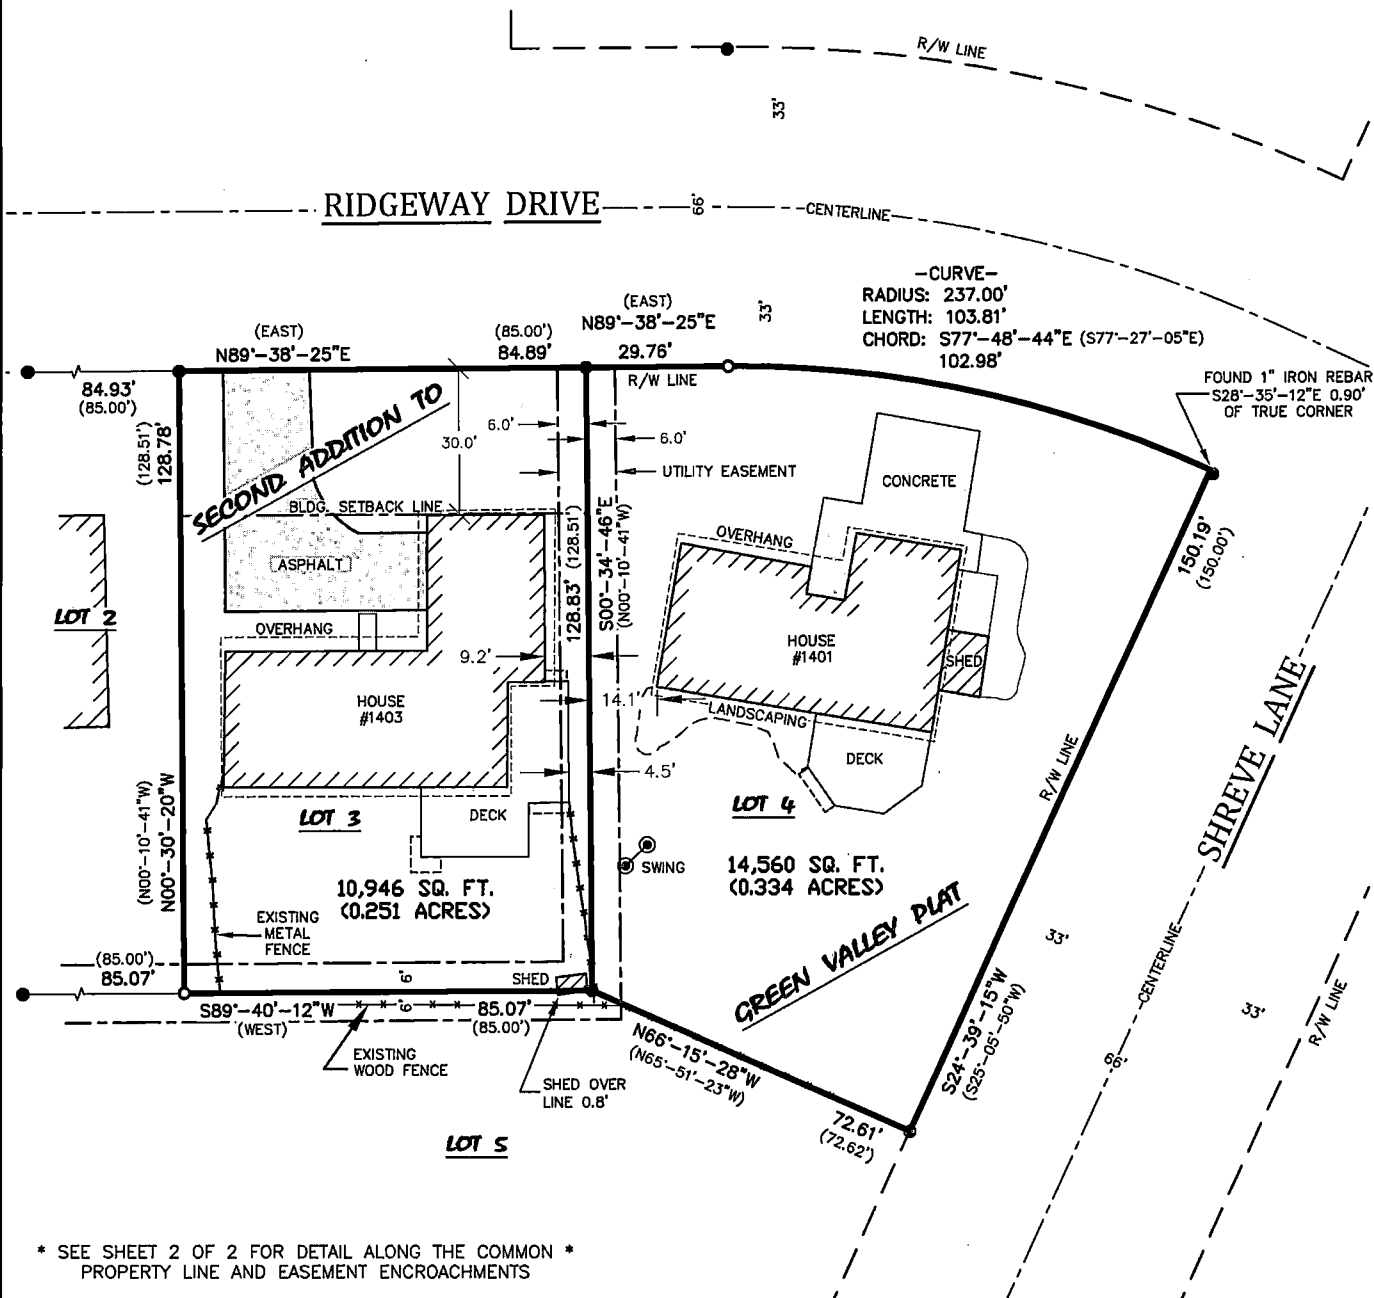 R/W LINE
33'
RIDGEWAY DRIVE
66'
CENTERLINE
-CURVE-
RADIUS: 237.00'
LENGTH: 103.81'
CHORD: S77°-48'-44"E (S77°-27'-05"E)
102.98'
33'
(EAST)
N89°-38'-25"E
29.76'
R/W LINE
(EAST)
N89°-38'-25"E
(85.00')
84.89'
84.93'
(85.00')
FOUND 1" IRON REBAR
S28°-35'-12"E 0.90'
OF TRUE CORNER
(128.51')
128.78'
SECOND ADDITION TO
30.0'
6.0'
6.0'
UTILITY EASEMENT
BLDG. SETBACK LINE
CONCRETE
OVERHANG
ASPHALT
128.83' (128.51')
S00°-34'-46"E
(N00°-10'-41"W)
150.19'
(150.00')
LOT 2
OVERHANG
HOUSE
#1401
SHED
9.2'
HOUSE
#1403
14.1'
LANDSCAPING
DECK
4.5'
R/W LINE
SHREVE LANE
(N00°-10'-41"W)
N00°-30'-20"W
LOT 3
DECK
LOT 4
SWING
14,560 SQ. FT.
(0.334 ACRES)
10,946 SQ. FT.
(0.251 ACRES)
GREEN VALLEY PLAT
EXISTING
METAL
FENCE
(85.00')
85.07'
6'
6'
SHED
S89°-40'-12"W
(WEST)
85.07'
(85.00')
33'
CENTERLINE
33'
R/W LINE
66'
S24°-39'-15"W
(S25°-05'-50"W)
N66°-15'-28"W
(N65°-51'-23"W)
72.61'
(72.62')
EXISTING
WOOD FENCE
SHED OVER
LINE 0.8'
LOT 5
* SEE SHEET 2 OF 2 FOR DETAIL ALONG THE COMMON *
PROPERTY LINE AND EASEMENT ENCROACHMENTS